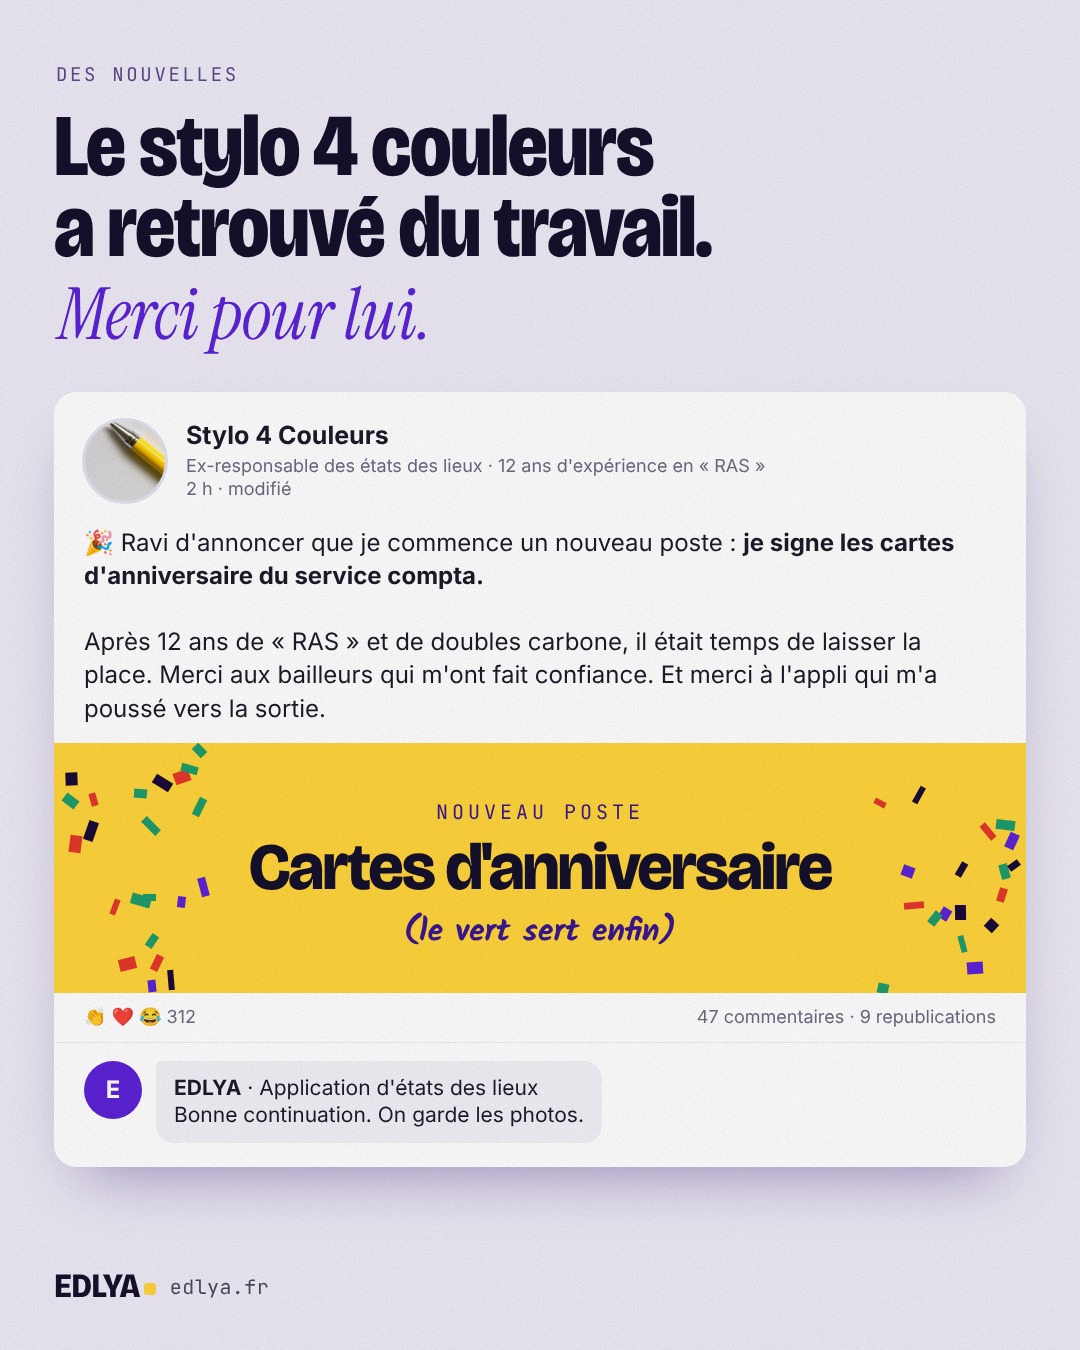 DES NOUVELLES
Le stylo 4 couleurs
a retrouvé du travail.
Merci pour lui.
Stylo 4 Couleurs
Ex-responsable des états des lieux · 12 ans d'expérience en « RAS »
2 h · modifié
🎉 Ravi d'annoncer que je commence un nouveau poste : je signe les cartes
d'anniversaire du service compta.
Après 12 ans de « RAS » et de doubles carbone, il était temps de laisser la
place. Merci aux bailleurs qui m'ont fait confiance. Et merci à l'appli qui m'a
poussé vers la sortie.
NOUVEAU POSTE
Cartes d'anniversaire
(le vert sert enfin)
👏 ❤️ 😂 312
47 commentaires · 9 republications
E
EDLYA · Application d'états des lieux
Bonne continuation. On garde les photos.
EDLYA edlya.fr